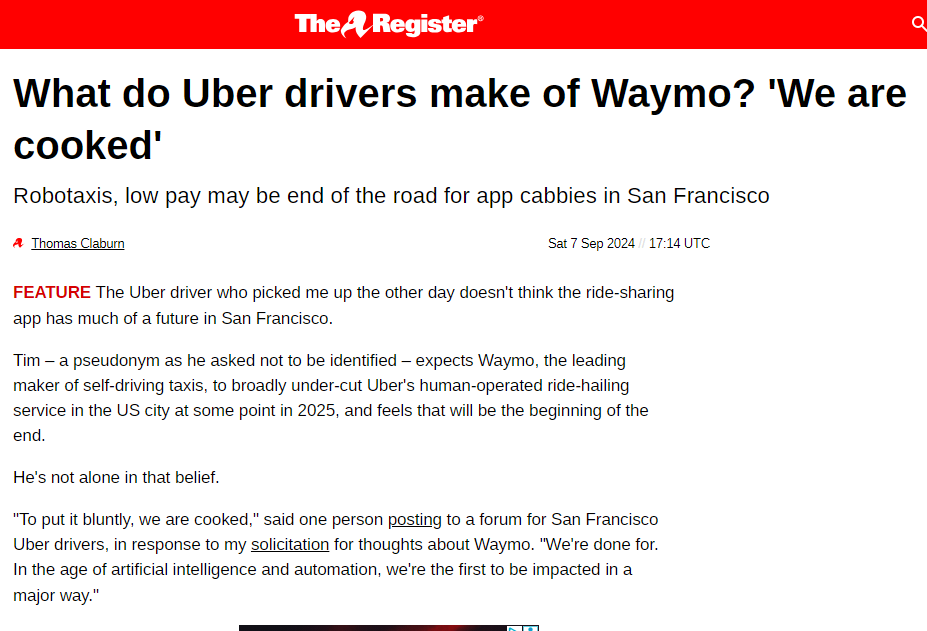 The Register®
What do Uber drivers make of Waymo? 'We are
cooked'
Robotaxis, low pay may be end of the road for app cabbies in San Francisco
Thomas Claburn Sat 7 Sep 2024 // 17:14 UTC
FEATURE The Uber driver who picked me up the other day doesn't think the ride-sharing
app has much of a future in San Francisco.
Tim – a pseudonym as he asked not to be identified – expects Waymo, the leading
maker of self-driving taxis, to broadly under-cut Uber's human-operated ride-hailing
service in the US city at some point in 2025, and feels that will be the beginning of the
end.
He's not alone in that belief.
"To put it bluntly, we are cooked," said one person posting to a forum for San Francisco
Uber drivers, in response to my solicitation for thoughts about Waymo. "We're done for.
In the age of artificial intelligence and automation, we're the first to be impacted in a
major way."